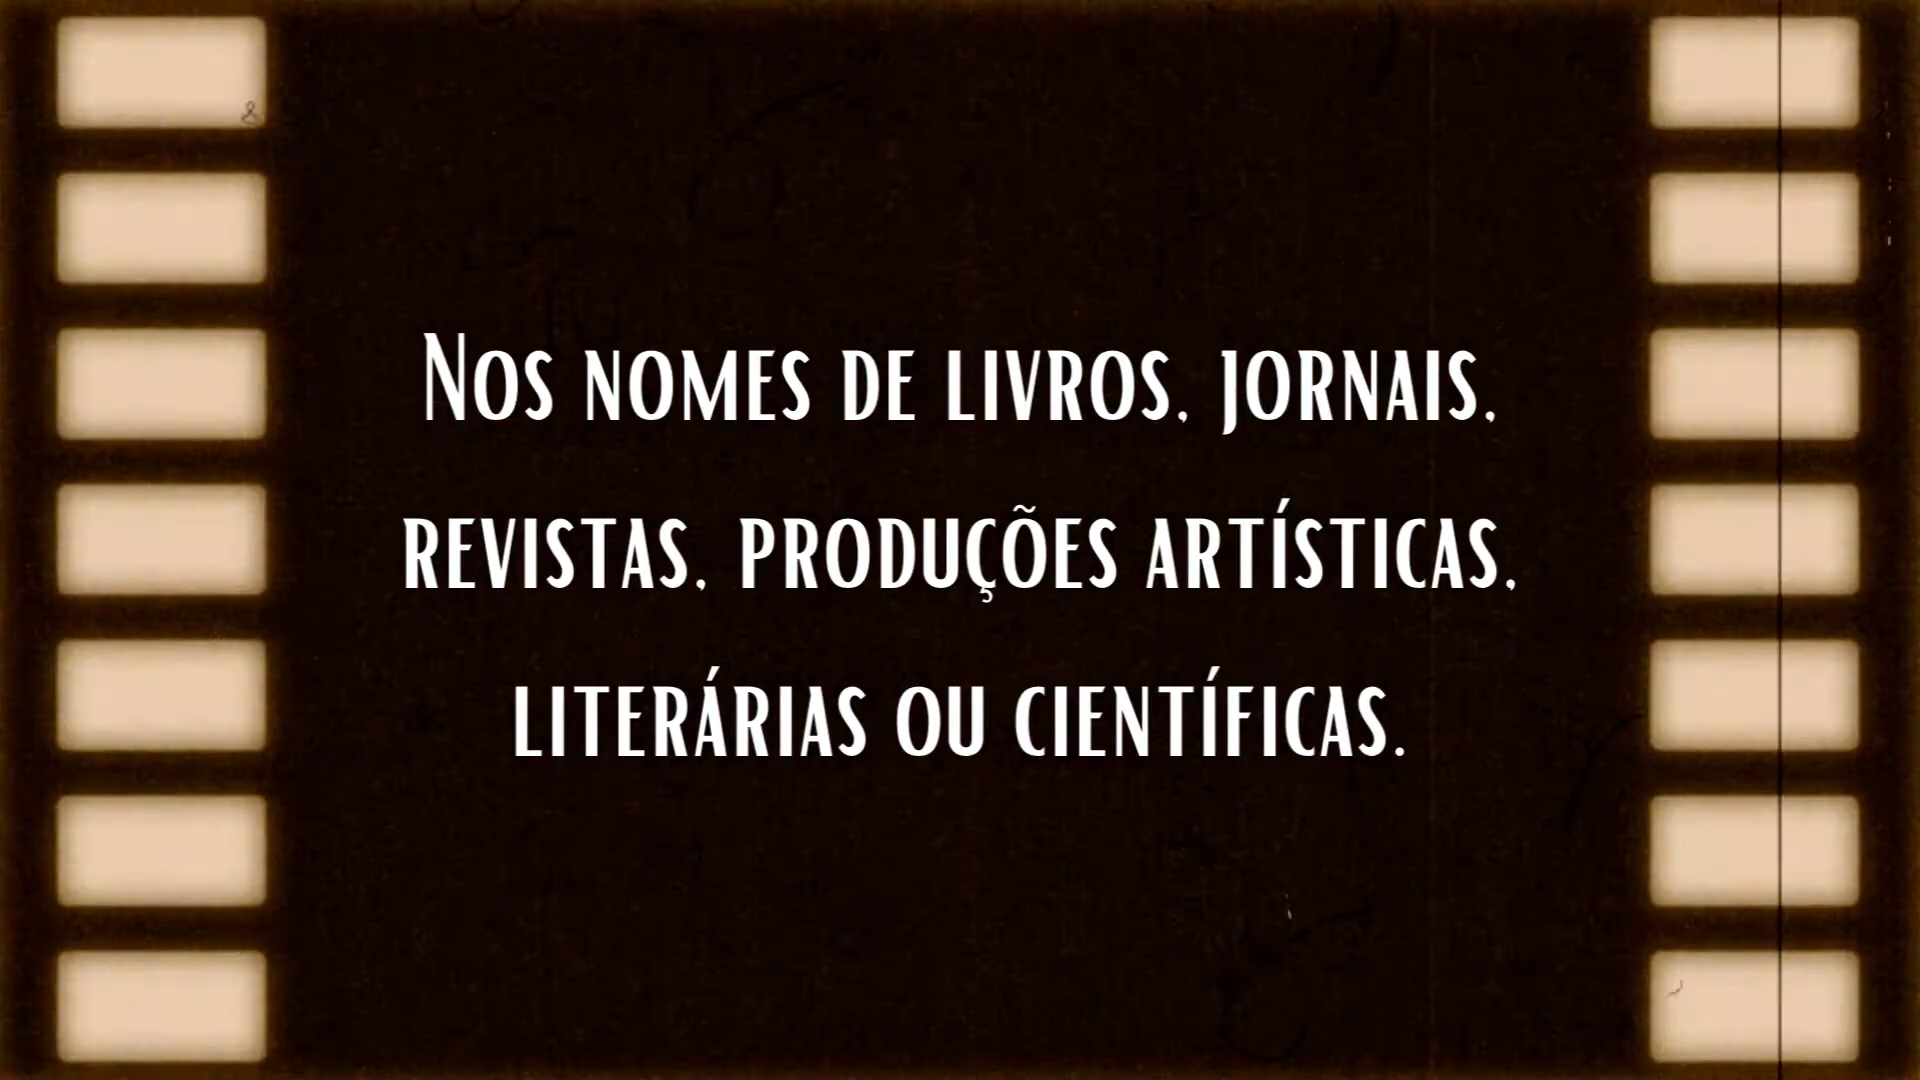 Nos nomes de livros, jornais,
revistas, produções artísticas,
literárias ou científicas.